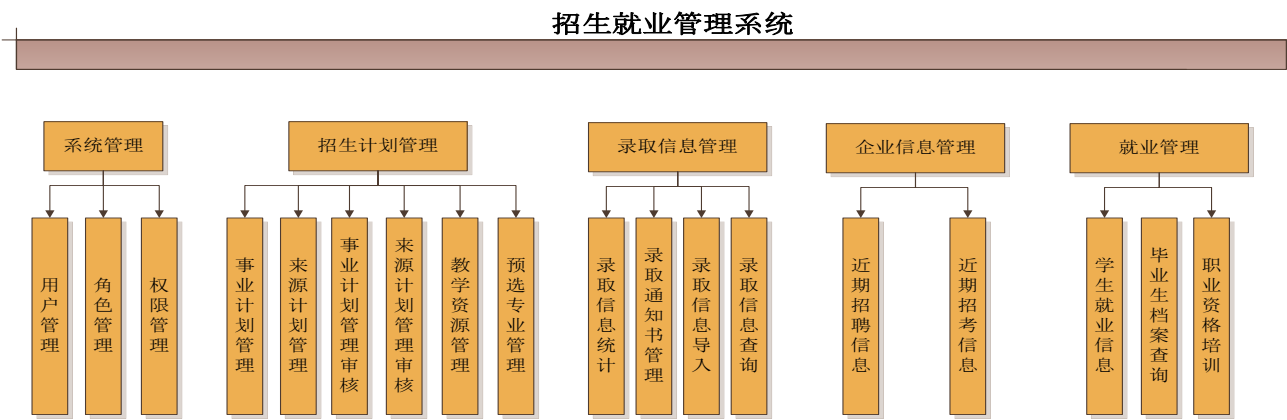 招生就业管理系统
系统管理
招生计划管理
录取信息管理
企业信息管理
就业管理
用户管理
角色管理
权限管理
事业计划管理
来源计划管理
事业计划管理审核
来源计划管理审核
教学资源管理
预选专业管理
录取信息统计
录取通知书管理
录取信息导入
录取信息查询
近期招聘信息
近期招考信息
学生就业信息
毕业生档案查询
职业资格培训